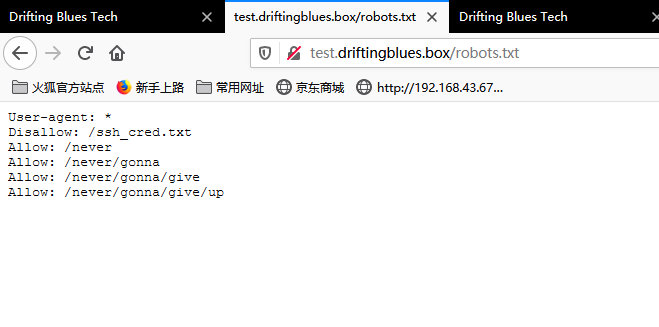 Drifting Blues Tech
test.driftingblues.box/robots.txt
Drifting Blues Tech
test.driftingblues.box/robots.txt
火狐官方站点 新手上路 常用网址 京东商城 http://192.168.43.67...
User-agent: *
Disallow: /ssh_cred.txt
Allow: /never
Allow: /never/gonna
Allow: /never/gonna/give
Allow: /never/gonna/give/up